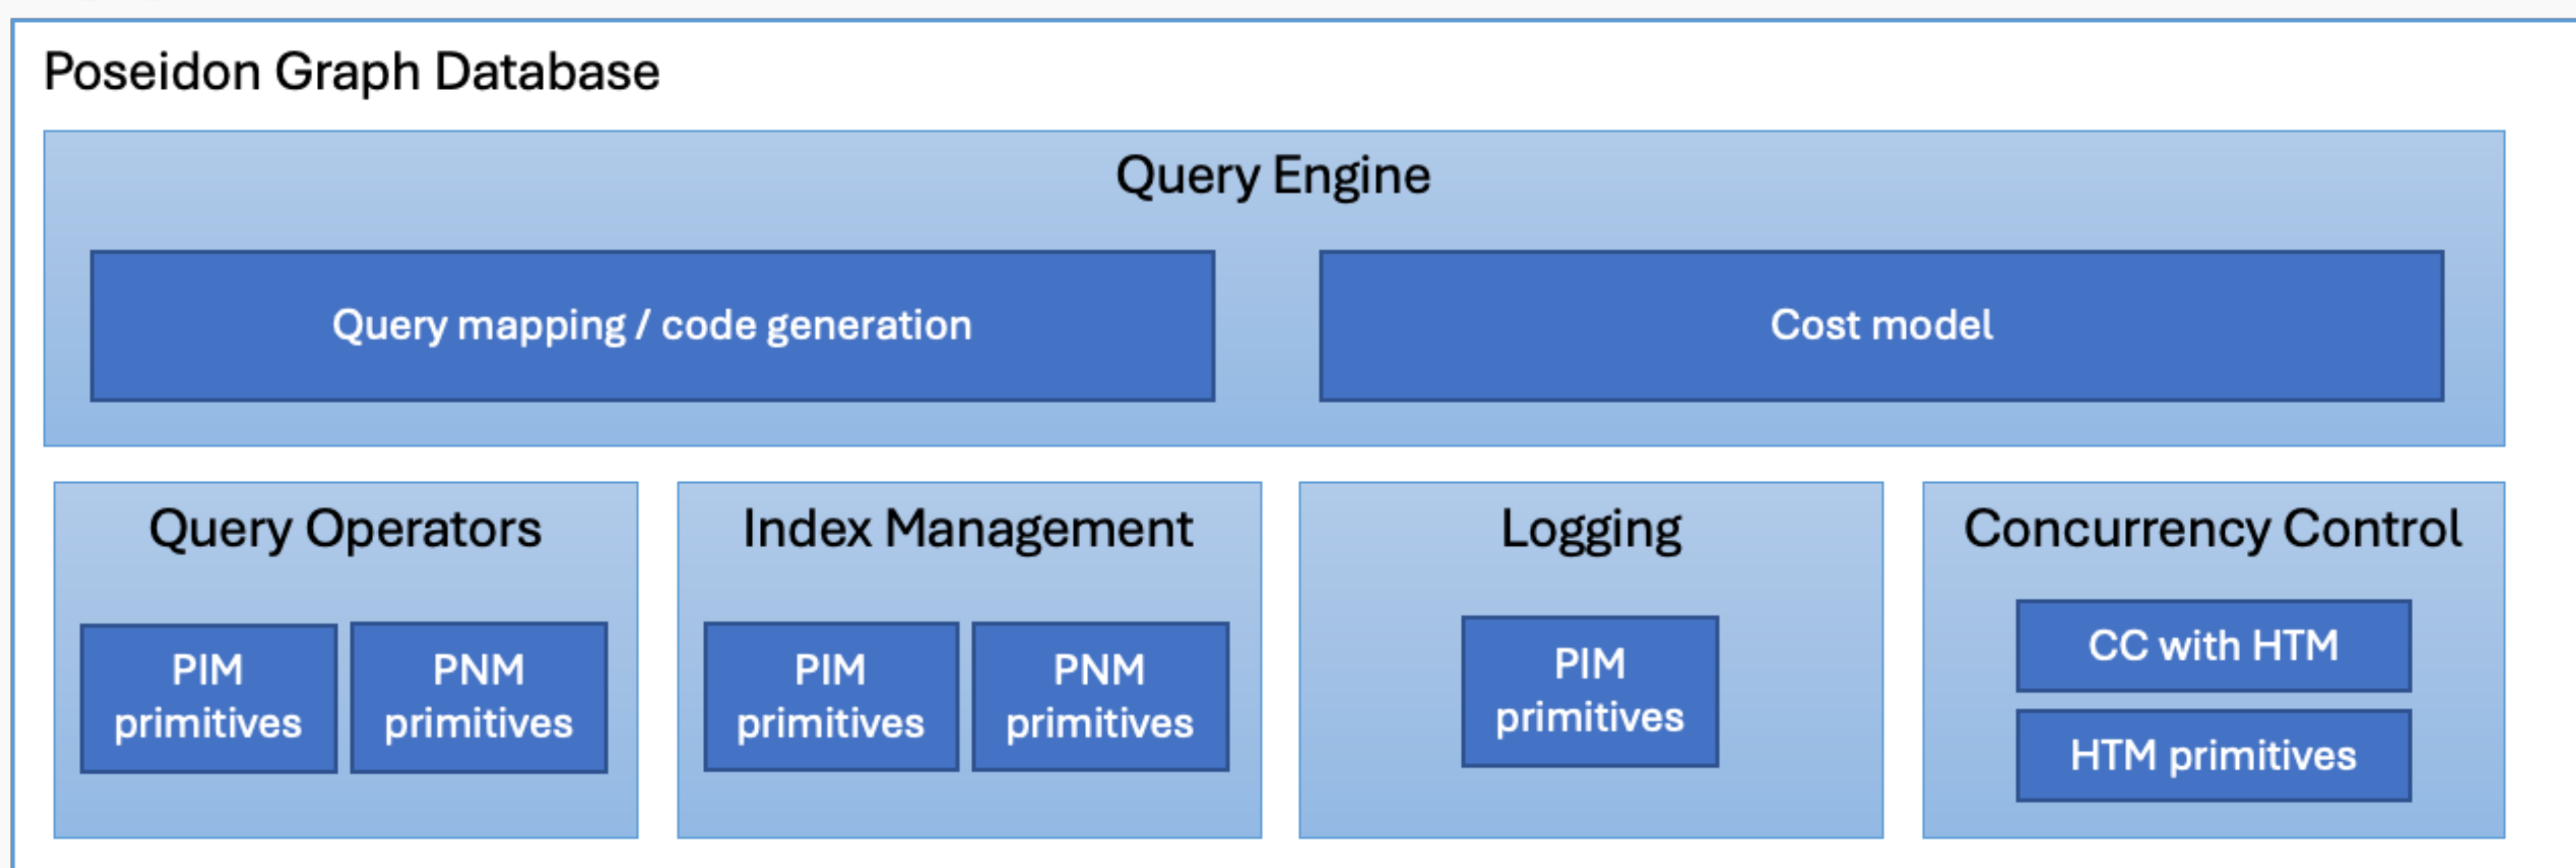 Poseidon Graph Database
Query Engine
Query mapping / code generation
Cost model
Query Operators
PIM
primitives
PNM
primitives
Index Management
PIM
primitives
PNM
primitives
Logging
PIM
primitives
Concurrency Control
CC with HTM
HTM primitives